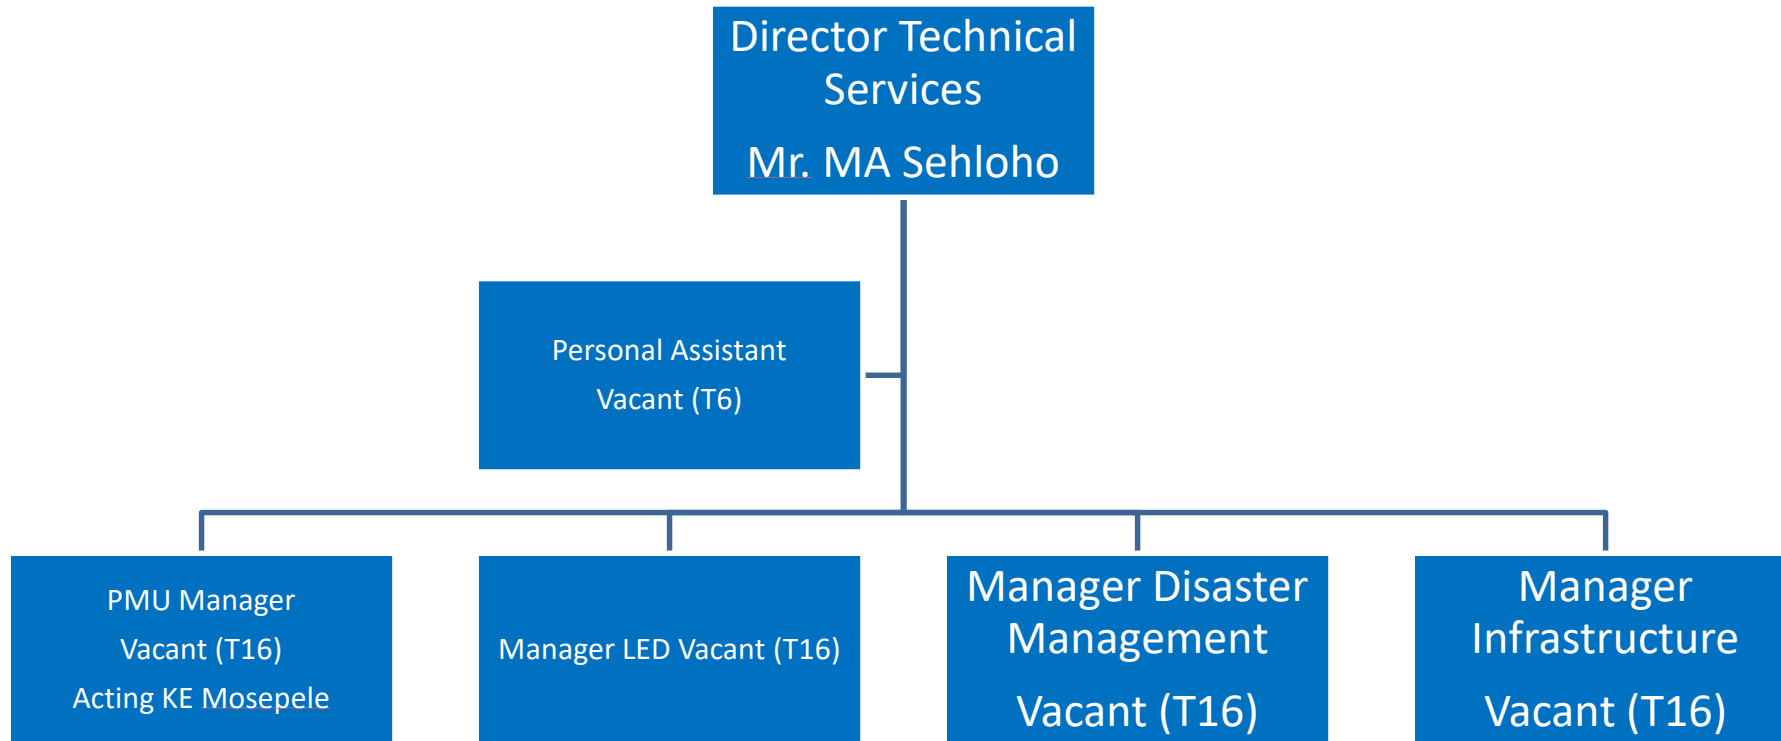 Director Technical
Services
Mr. MA Sehloho
Personal Assistant
Vacant (T6)
PMU Manager
Vacant (T16)
Acting KE Mosepele
Manager LED Vacant (T16)
Manager Disaster
Management
Vacant (T16)
Manager
Infrastructure
Vacant (T16)